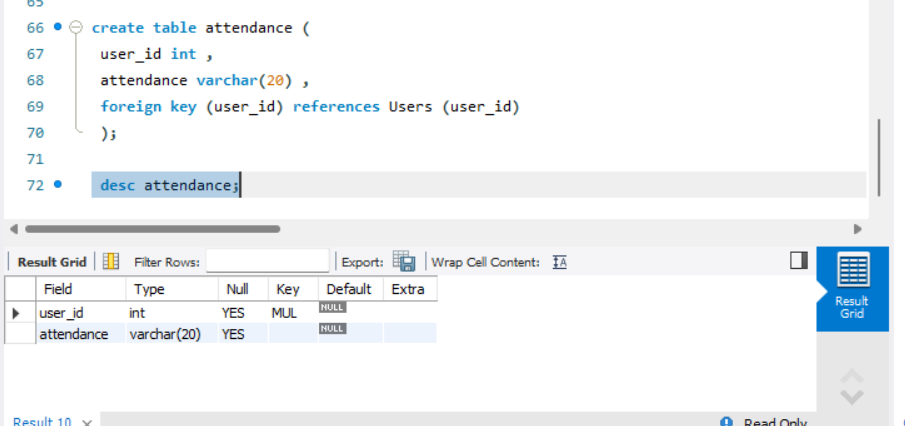 65
66 create table attendance (
67 user_id int ,
68 attendance varchar(20) ,
69 foreign key (user_id) references Users (user_id)
70 );
71
72 desc attendance;
Result Grid Filter Rows: Export: Wrap Cell Content:
Field Type Null Key Default Extra
user_id int YES MUL NULL
attendance varchar(20) YES NULL
Result Grid
Result 10 Read Only